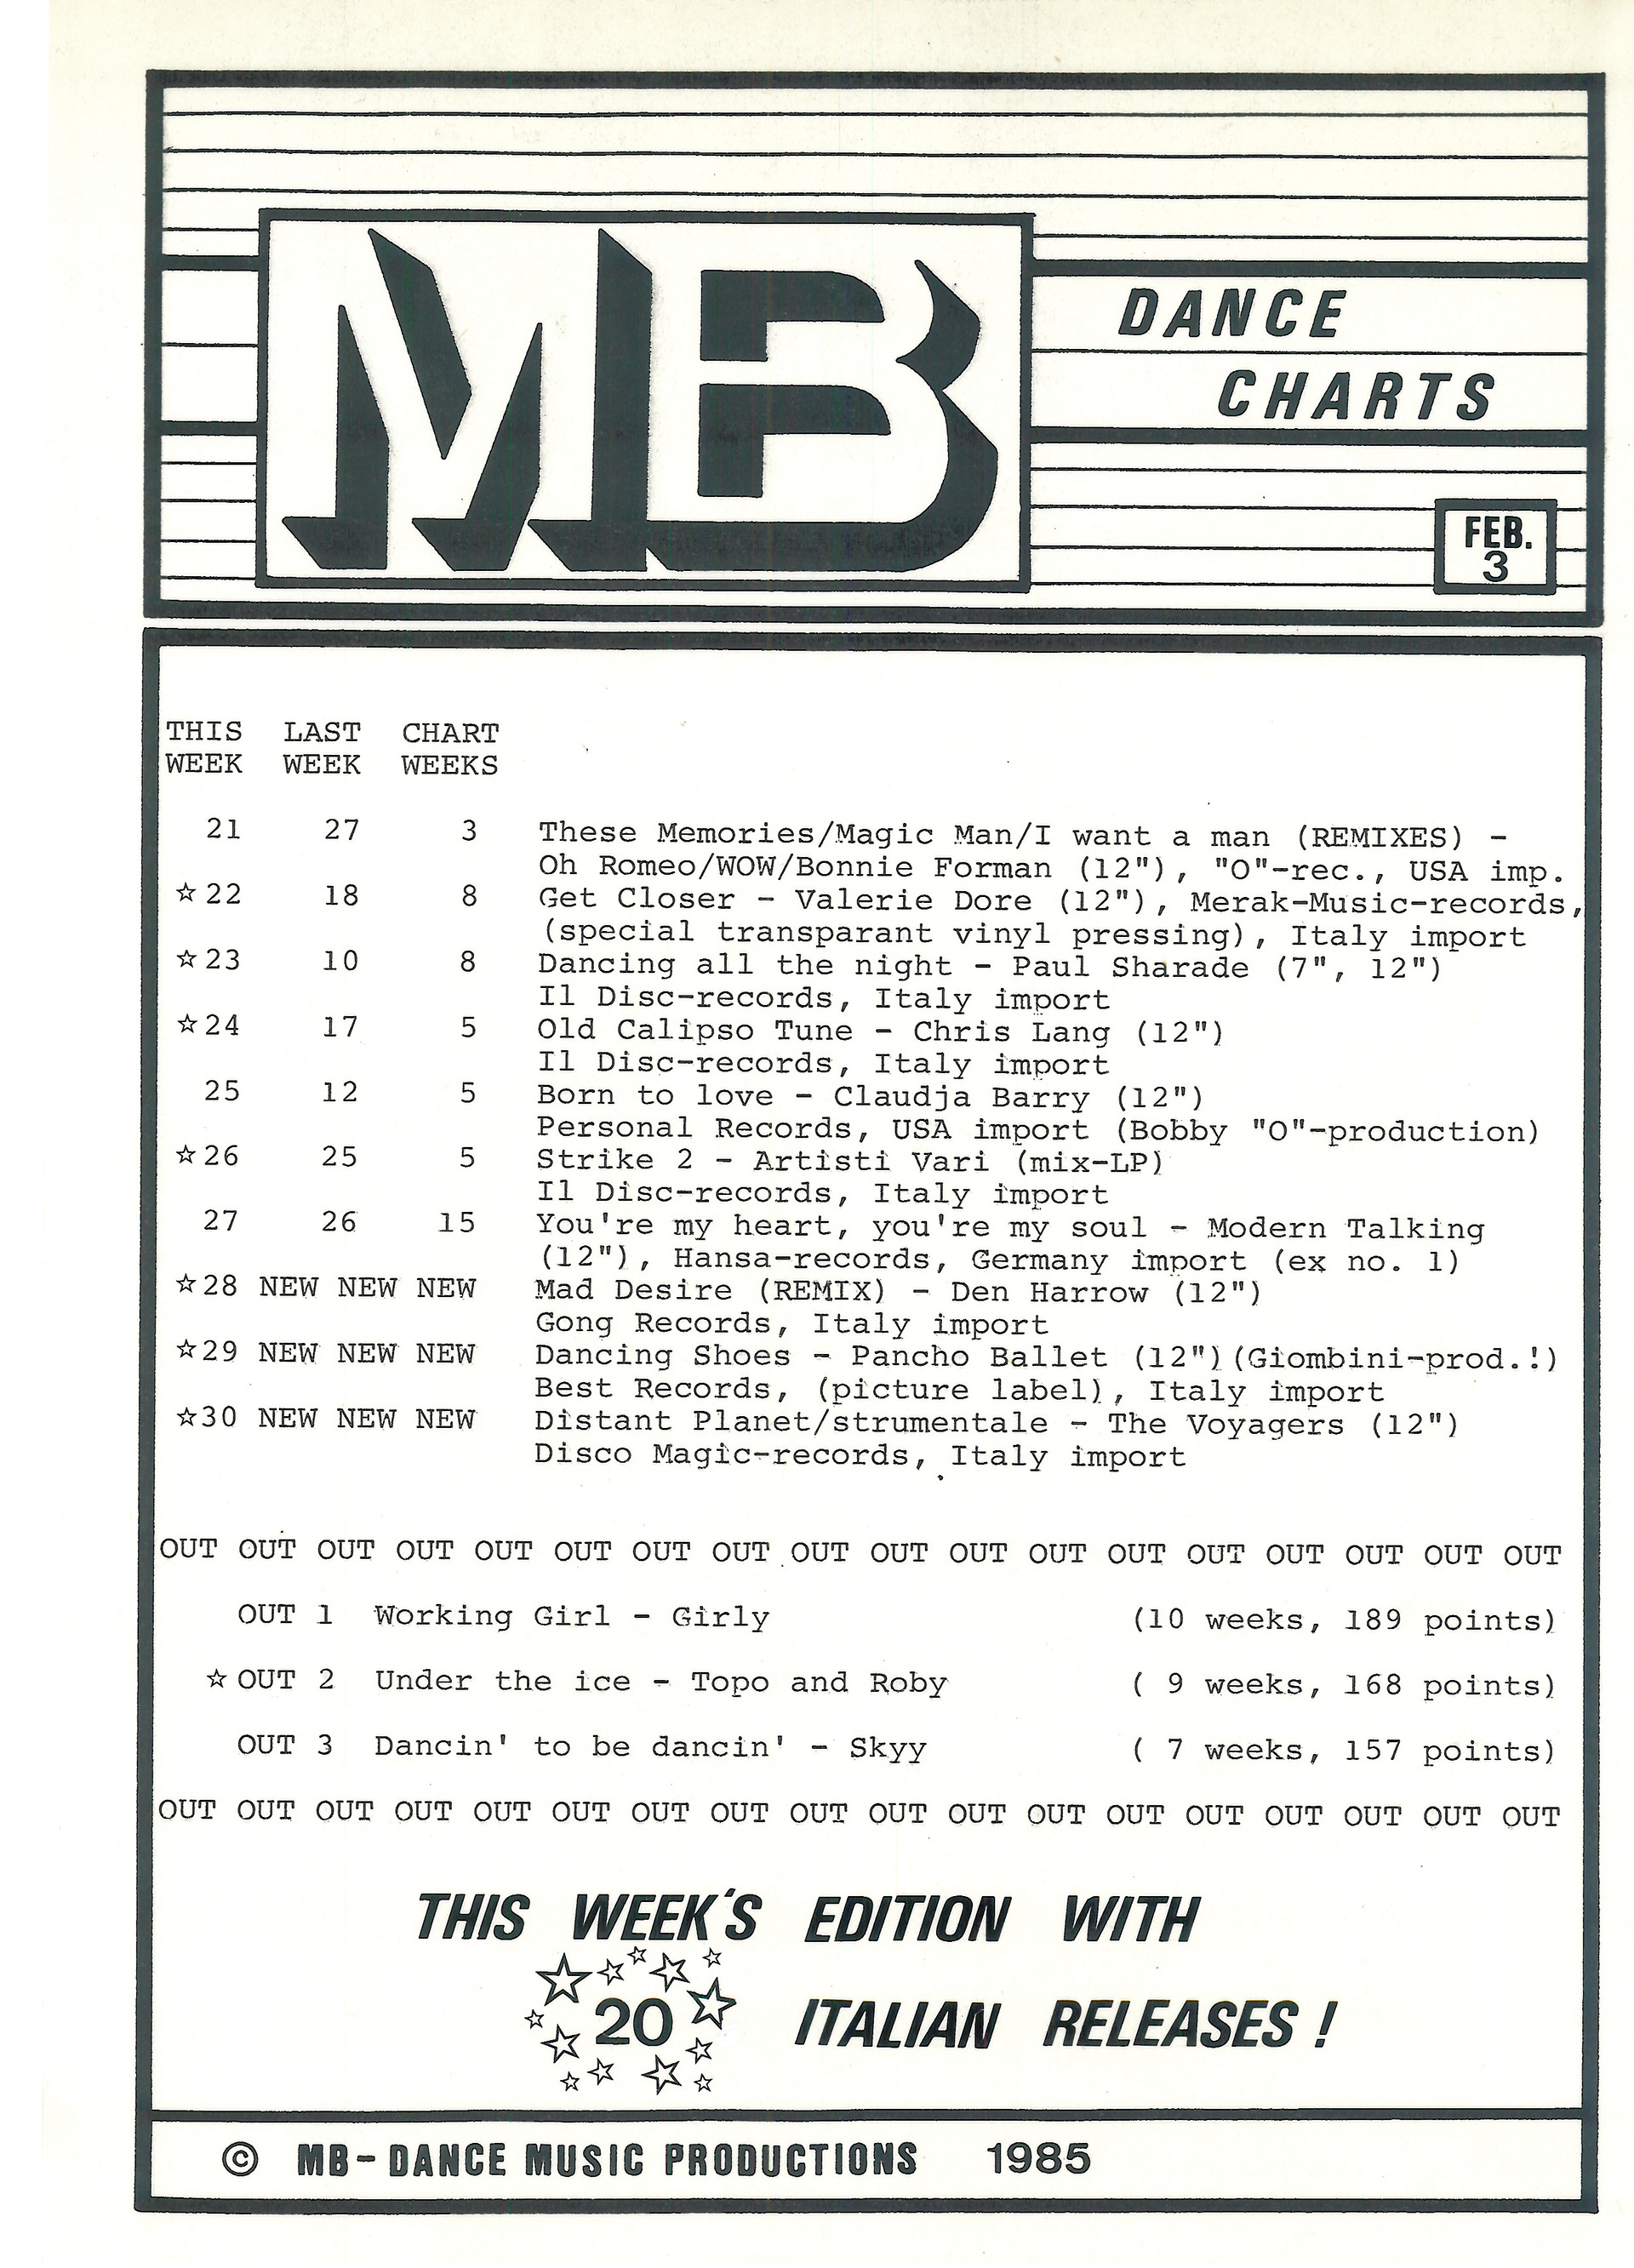 MB
DANCE
CHARTS
FEB.
3
THIS LAST CHART
WEEK WEEK WEEKS
21 27 3 These Memories/Magic Man/I want a man (REMIXES) -
Oh Romeo/WOW/Bonnie Forman (12"), "O"-rec., USA imp.
☆22 18 8 Get Closer - Valerie Dore (12"), Merak-Music-records,
(special transparant vinyl pressing), Italy import
☆23 10 8 Dancing all the night - Paul Sharade (7", 12")
Il Disc-records, Italy import
☆24 17 5 Old Calipso Tune - Chris Lang (12")
Il Disc-records, Italy import
25 12 5 Born to love - Claudja Barry (12")
Personal Records, USA import (Bobby "O"-production)
☆26 25 5 Strike 2 - Artisti Vari (mix-LP)
Il Disc-records, Italy import
27 26 15 You're my heart, you're my soul - Modern Talking
(12"), Hansa-records, Germany import (ex no. 1)
☆28 NEW NEW NEW Mad Desire (REMIX) - Den Harrow (12")
Gong Records, Italy import
☆29 NEW NEW NEW Dancing Shoes - Pancho Ballet (12")(Giombini-prod.!)
Best Records, (picture label), Italy import
☆30 NEW NEW NEW Distant Planet/strumentale - The Voyagers (12")
Disco Magic-records, Italy import
OUT OUT OUT OUT OUT OUT OUT OUT OUT OUT OUT OUT OUT OUT OUT OUT OUT OUT
OUT 1 Working Girl - Girly (10 weeks, 189 points)
☆ OUT 2 Under the ice - Topo and Roby ( 9 weeks, 168 points)
OUT 3 Dancin' to be dancin' - Skyy ( 7 weeks, 157 points)
OUT OUT OUT OUT OUT OUT OUT OUT OUT OUT OUT OUT OUT OUT OUT OUT OUT OUT
THIS WEEK'S EDITION WITH
20 ITALIAN RELEASES !
© MB-DANCE MUSIC PRODUCTIONS 1985